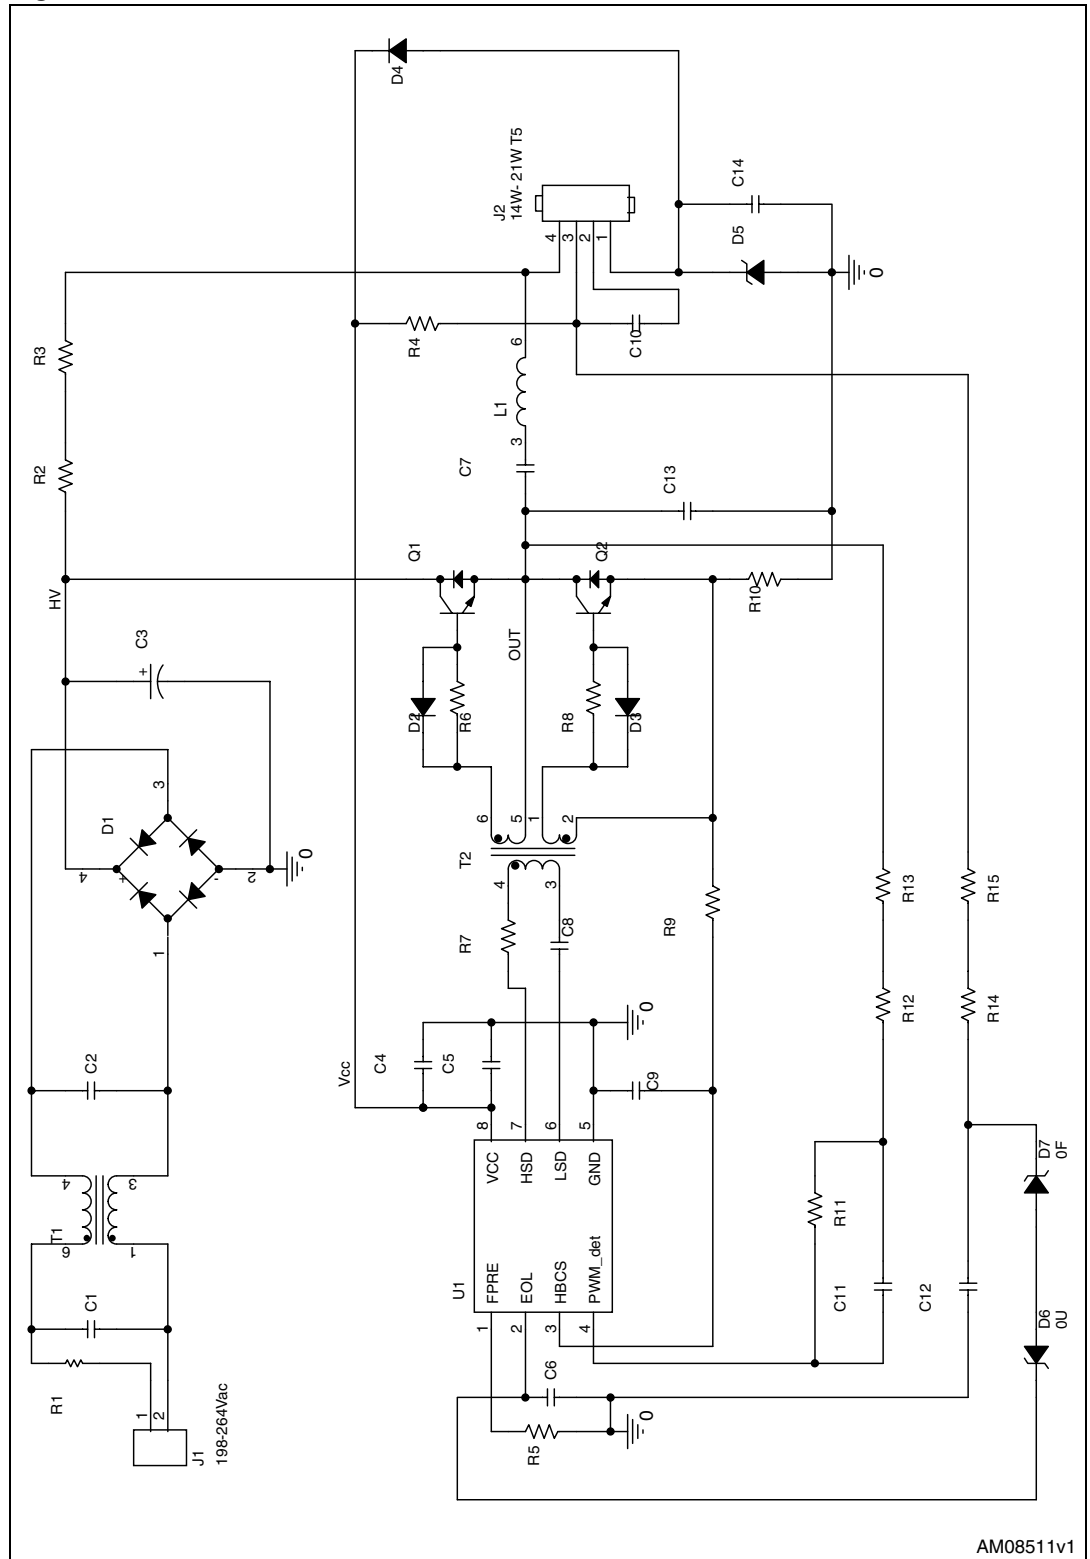 D4
J2
14W- 21W T5
4
3
2
1
C14
D5
0
R3
R4
C10
6
L1
3
R2
C7
C13
HV
Q1
Q2
R10
C3
+
OUT
D2
R6
R8
D3
3
D1
4
+
-
2
0
6
5
1
2
T2
4
3
R7
C8
R9
R13
R15
1
R12
R14
C2
Vcc
C4
C5
0
C9
8
7
6
5
VCC
HSD
LSD
GND
U1
FPRE
EOL
HBCS
PWM_det
1
2
3
4
R11
C11
C12
D7
0F
D6
0U
4
3
T1
6
1
C1
R1
1
2
J1
198-264Vac
C6
R5
0
AM08511v1